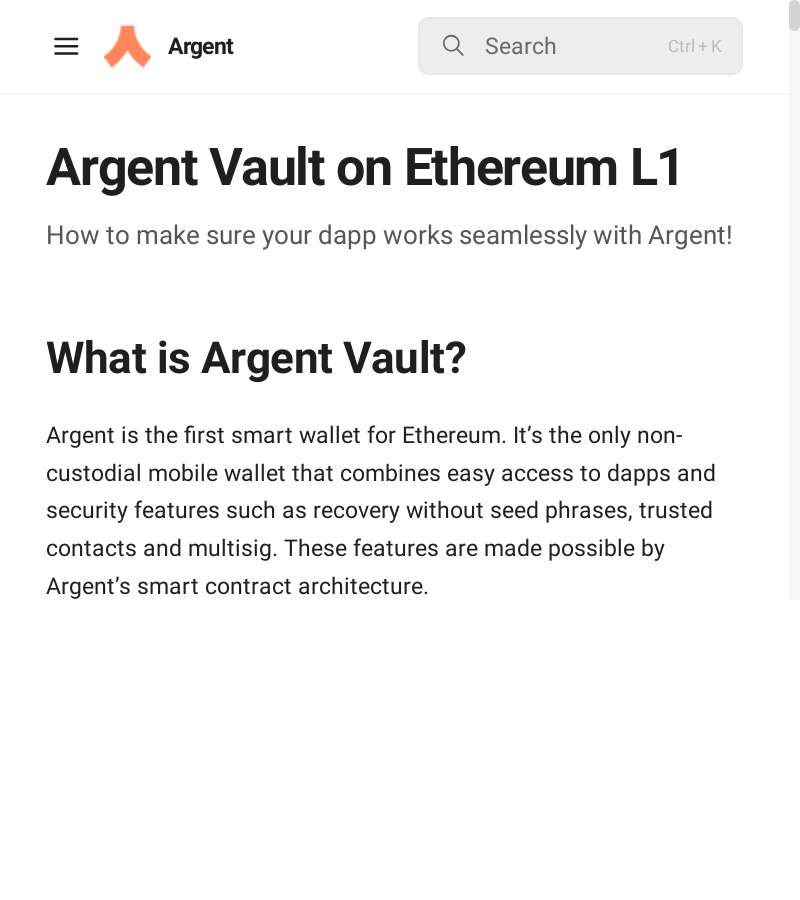 Argent
Search
Ctrl + K
Argent Vault on Ethereum L1
How to make sure your dapp works seamlessly with Argent!
What is Argent Vault?
Argent is the first smart wallet for Ethereum. It’s the only non-
custodial mobile wallet that combines easy access to dapps and
security features such as recovery without seed phrases, trusted
contacts and multisig. These features are made possible by
Argent’s smart contract architecture.